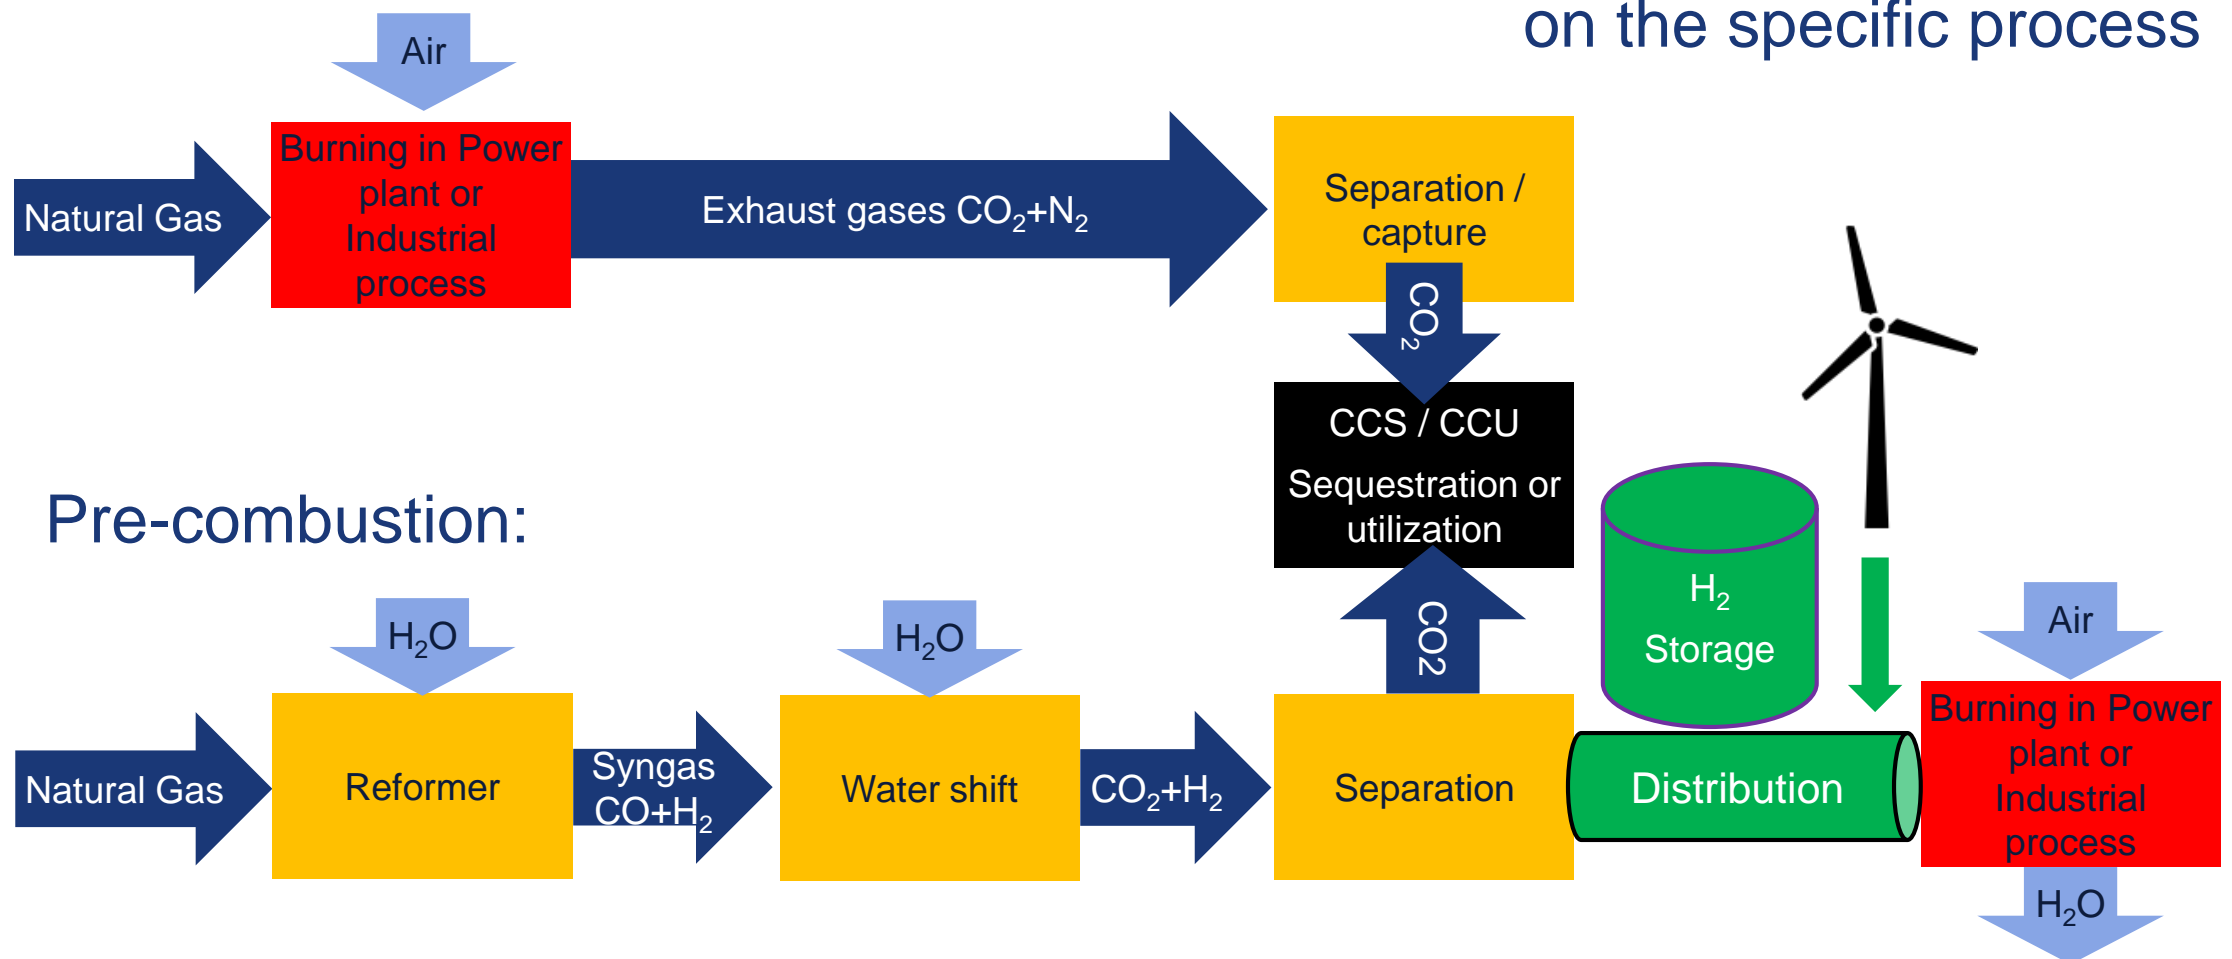 on the specific process
Air
Natural Gas
Burning in Power
plant or
Industrial
process
Exhaust gases CO₂+N₂
Separation /
capture
CO₂
CCS / CCU
Sequestration or
utilization
Pre-combustion:
H₂O
H₂O
CO2
H₂
Storage
Air
Natural Gas
Reformer
Syngas
CO+H₂
Water shift
CO₂+H₂
Separation
Distribution
Burning in Power
plant or
Industrial
process
H₂O